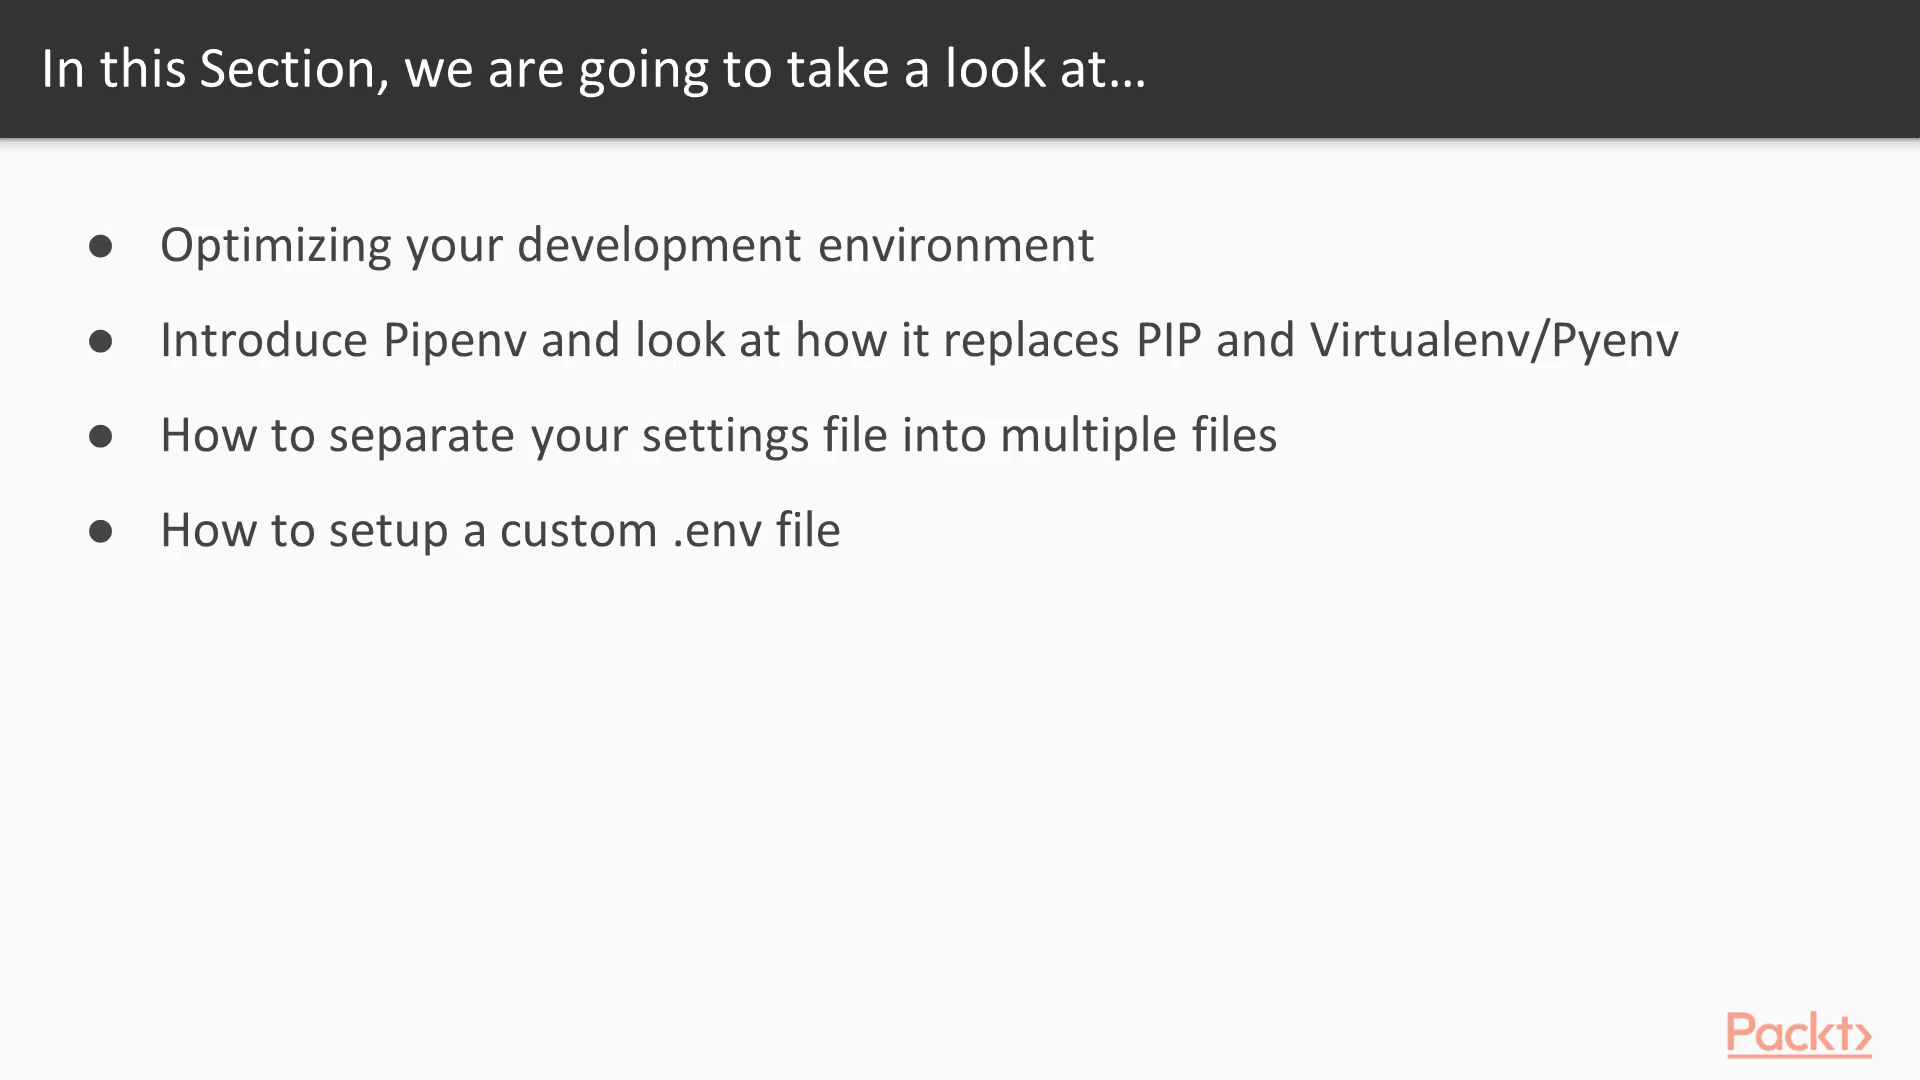 In this Section, we are going to take a look at...
● Optimizing your development environment
● Introduce Pipenv and look at how it replaces PIP and Virtualenv/Pyenv
● How to separate your settings file into multiple files
● How to setup a custom .env file
Packt>